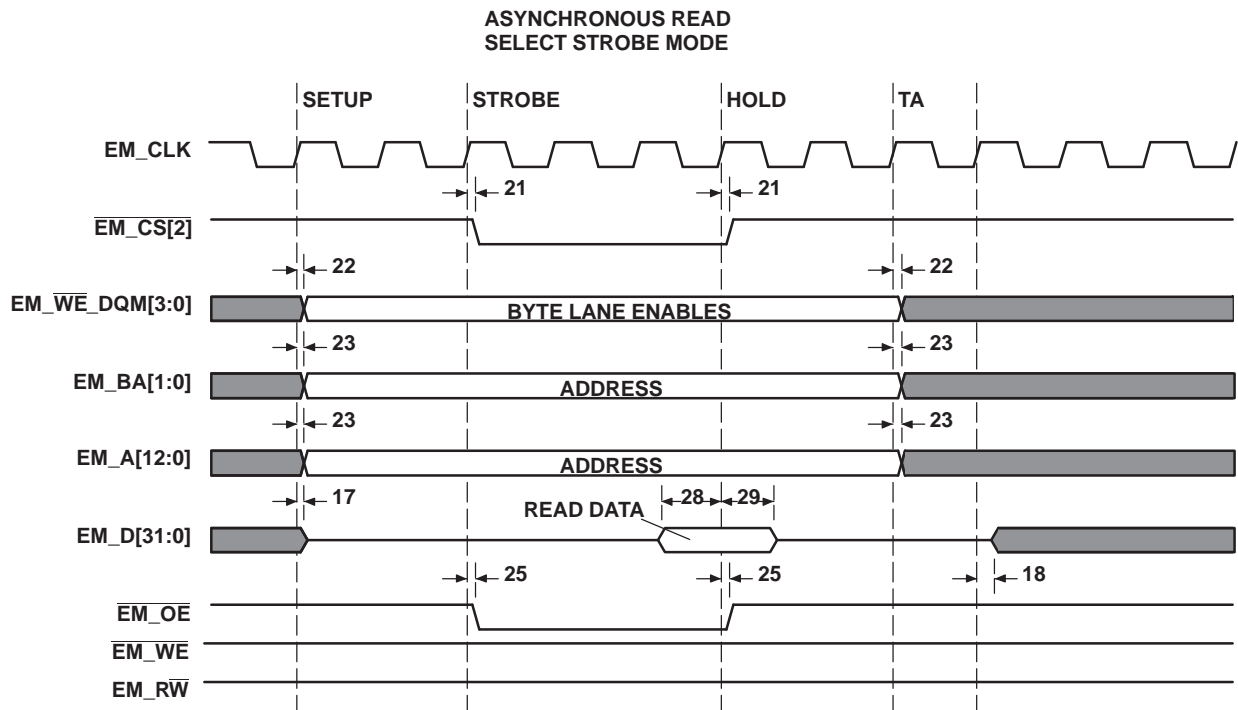 ASYNCHRONOUS READ
SELECT STROBE MODE
SETUP STROBE HOLD TA
EM_CLK
21 21
EM_CS[2]
22 22
EM_WE_DQM[3:0] BYTE LANE ENABLES
23 23
EM_BA[1:0] ADDRESS
23 23
EM_A[12:0] ADDRESS
17 28 29
READ DATA
EM_D[31:0]
25 25 18
EM_OE
EM_WE
EM_RW